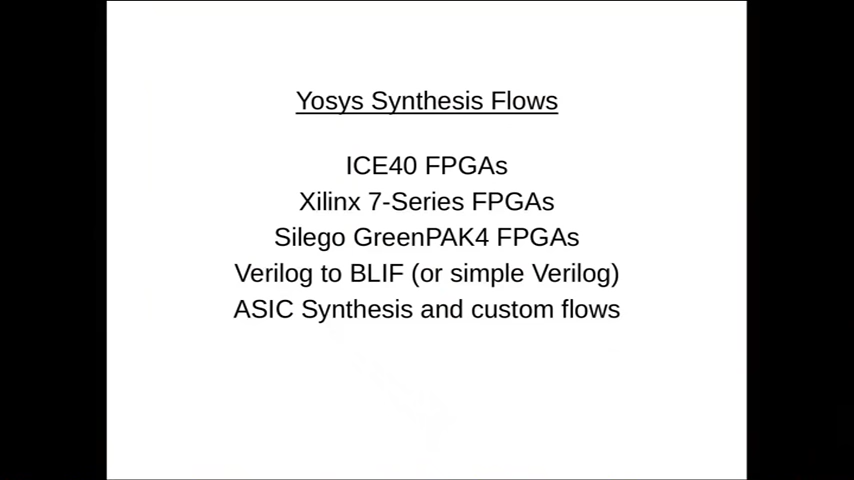 Yosys Synthesis Flows
ICE40 FPGAs
Xilinx 7-Series FPGAs
Silego GreenPAK4 FPGAs
Verilog to BLIF (or simple Verilog)
ASIC Synthesis and custom flows